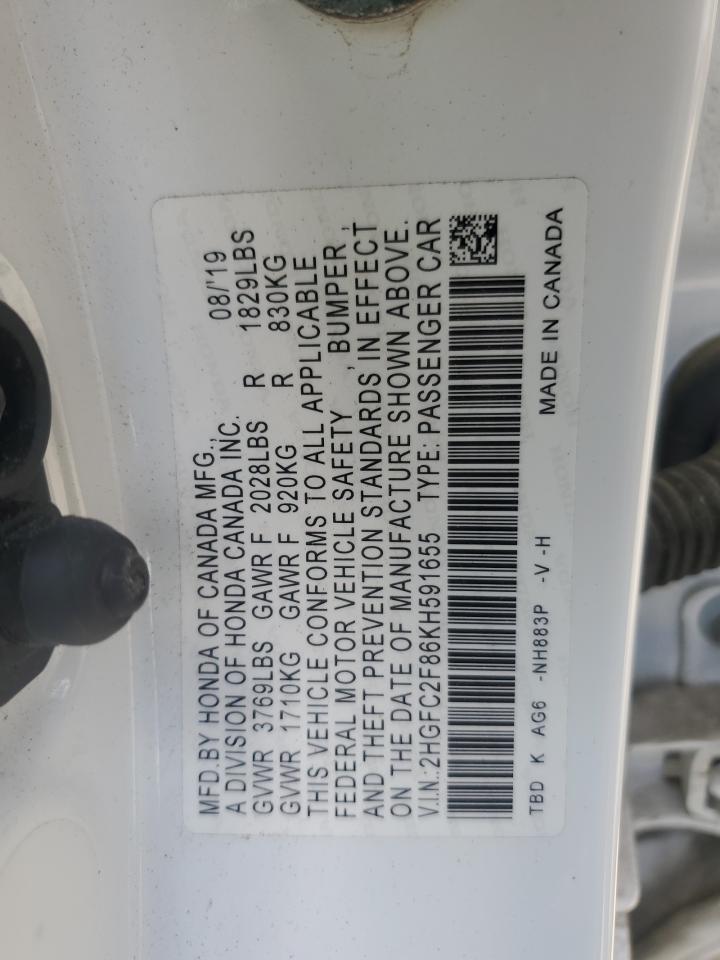 MFD.BY HONDA OF CANADA MFG., 08/'19
A DIVISION OF HONDA CANADA INC.
GVWR 3769LBS GAWR F 2028LBS R 1829LBS
GVWR 1710KG GAWR F 920KG R 830KG
THIS VEHICLE CONFORMS TO ALL APPLICABLE
FEDERAL MOTOR VEHICLE SAFETY , BUMPER ,
AND THEFT PREVENTION STANDARDS, IN EFFECT
ON THE DATE OF MANUFACTURE SHOWN ABOVE.
V.I.N.:2HGFC2F86KH591655 TYPE: PASSENGER CAR
TBD K AG6 -NH883P -V -H MADE IN CANADA